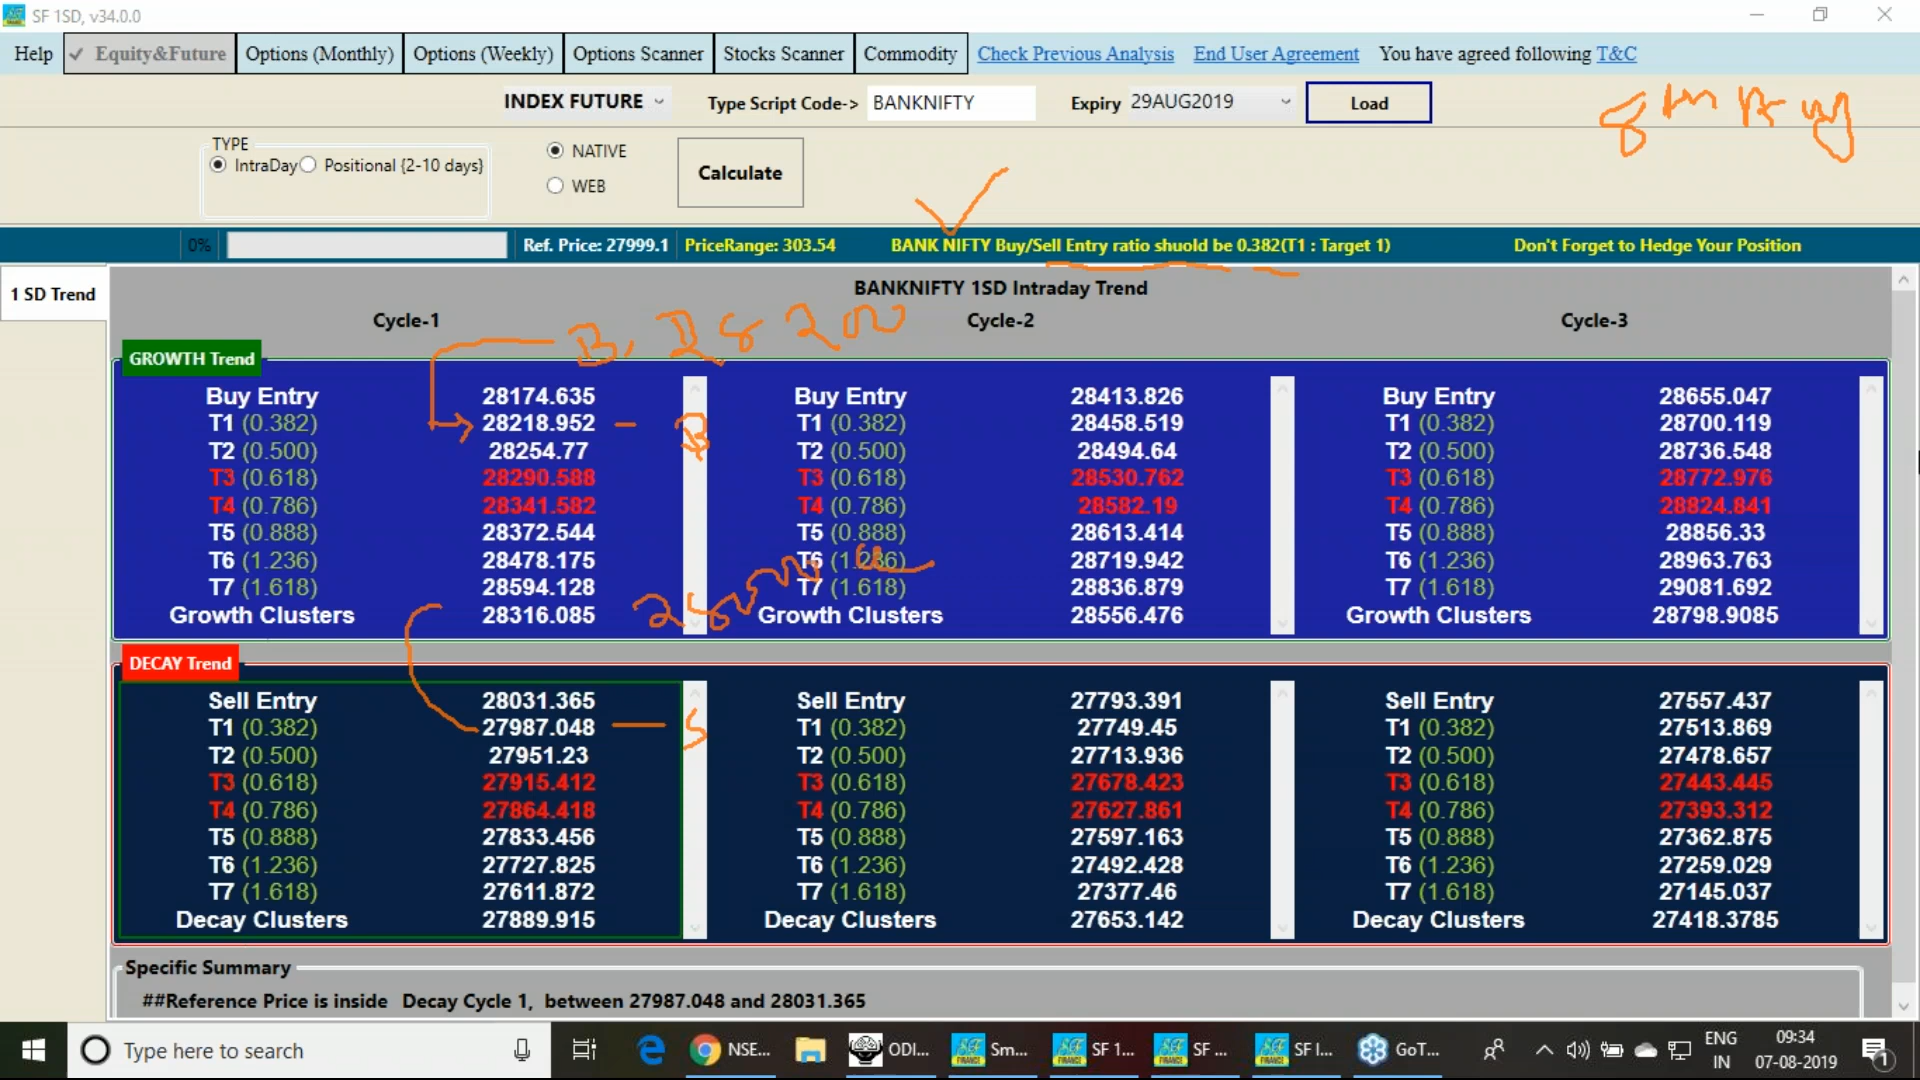 SF 1SD, v34.0.0
Help ✓ Equity&Future Options (Monthly) Options (Weekly) Options Scanner Stocks Scanner Commodity Check Previous Analysis End User Agreement You have agreed following T&C
INDEX FUTURE Type Script Code-> BANKNIFTY Expiry 29AUG2019 Load
TYPE
IntraDay Positional {2-10 days}
NATIVE
WEB
Calculate
0% Ref. Price: 27999.1 PriceRange: 303.54 BANK NIFTY Buy/Sell Entry ratio shuold be 0.382(T1 : Target 1) Don't Forget to Hedge Your Position
1 SD Trend
BANKNIFTY 1SD Intraday Trend
Cycle-1 Cycle-2 Cycle-3
B, 28200
GROWTH Trend
Buy Entry 28174.635 Buy Entry 28413.826 Buy Entry 28655.047
T1 (0.382) 28218.952 - B T1 (0.382) 28458.519 T1 (0.382) 28700.119
T2 (0.500) 28254.77 T2 (0.500) 28494.64 T2 (0.500) 28736.548
T3 (0.618) 28290.588 T3 (0.618) 28530.762 T3 (0.618) 28772.976
T4 (0.786) 28341.582 T4 (0.786) 28582.19 T4 (0.786) 28824.841
T5 (0.888) 28372.544 T5 (0.888) 28613.414 T5 (0.888) 28856.33
T6 (1.236) 28478.175 T6 (1.236) 28719.942 T6 (1.236) 28963.763
T7 (1.618) 28594.128 T7 (1.618) 28836.879 T7 (1.618) 29081.692
Growth Clusters 28316.085 Growth Clusters 28556.476 Growth Clusters 28798.9085
DECAY Trend
Sell Entry 28031.365 Sell Entry 27793.391 Sell Entry 27557.437
T1 (0.382) 27987.048 - S T1 (0.382) 27749.45 T1 (0.382) 27513.869
T2 (0.500) 27951.23 T2 (0.500) 27713.936 T2 (0.500) 27478.657
T3 (0.618) 27915.412 T3 (0.618) 27678.423 T3 (0.618) 27443.445
T4 (0.786) 27864.418 T4 (0.786) 27627.861 T4 (0.786) 27393.312
T5 (0.888) 27833.456 T5 (0.888) 27597.163 T5 (0.888) 27362.875
T6 (1.236) 27727.825 T6 (1.236) 27492.428 T6 (1.236) 27259.029
T7 (1.618) 27611.872 T7 (1.618) 27377.46 T7 (1.618) 27145.037
Decay Clusters 27889.915 Decay Clusters 27653.142 Decay Clusters 27418.3785
Specific Summary
##Reference Price is inside Decay Cycle 1, between 27987.048 and 28031.365
Type here to search NSE... ODI... Sm... SF 1... SF ... SF I... GoT... ENG 09:34
IN 07-08-2019 1